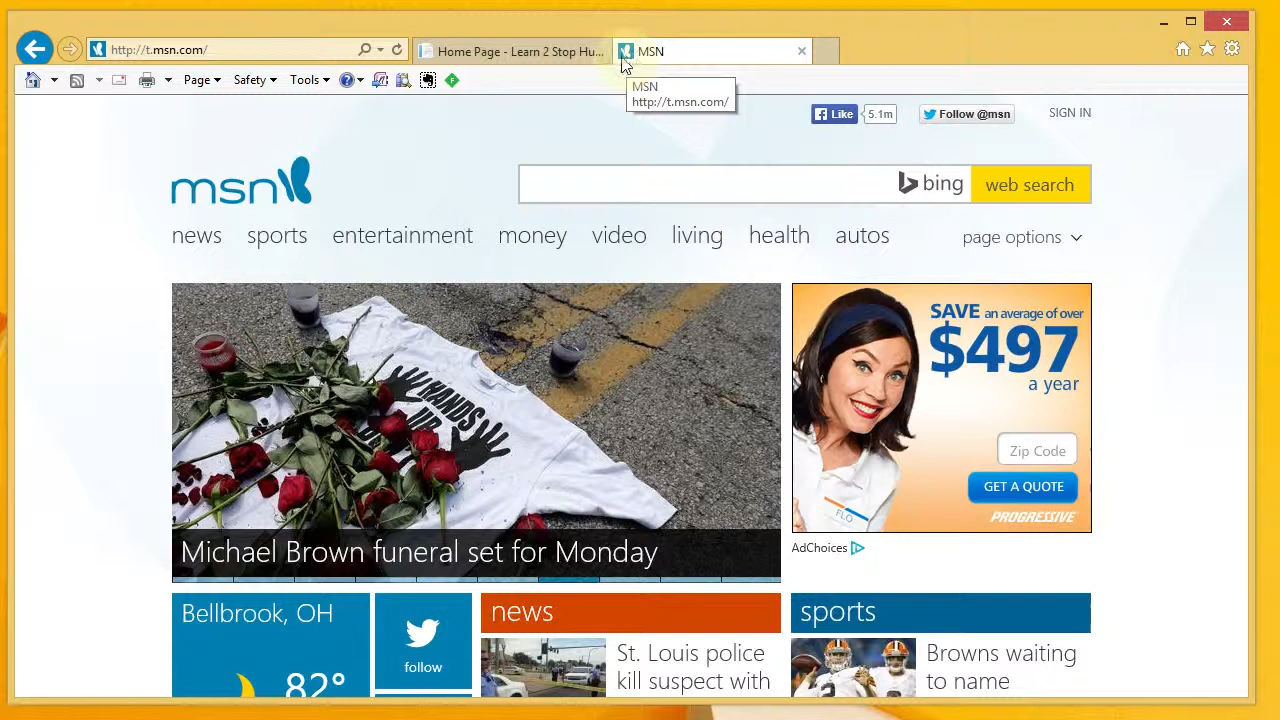 http://t.msn.com/
Home Page - Learn 2 Stop Hu...
MSN
Page
Safety
Tools
MSN
http://t.msn.com/
Like
5.1m
Follow @msn
SIGN IN
msn
bing
web search
news
sports
entertainment
money
video
living
health
autos
page options
HANDS
UP
SAVE an average of over
$497
a year
Zip Code
GET A QUOTE
FLO
PROGRESSIVE
Michael Brown funeral set for Monday
AdChoices
Bellbrook, OH
82°
follow
news
St. Louis police
kill suspect with
sports
Browns waiting
to name